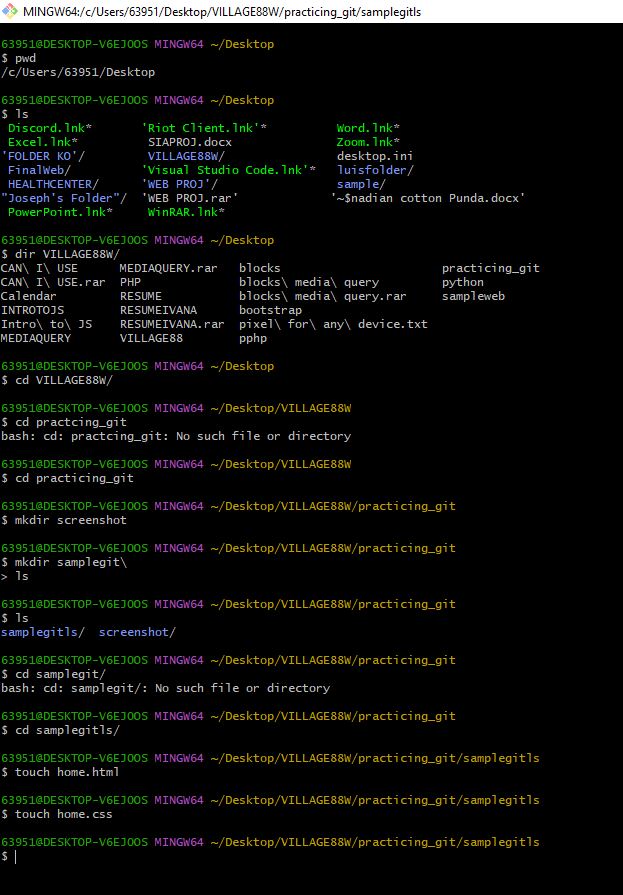 MINGW64:/c/Users/63951/Desktop/VILLAGE88W/practicing_git/samplegitls
63951@DESKTOP-V6EJOOS MINGW64 ~/Desktop
$ pwd
/c/Users/63951/Desktop
63951@DESKTOP-V6EJOOS MINGW64 ~/Desktop
$ ls
Discord.lnk* 'Riot Client.lnk'* Word.lnk*
Excel.lnk* SIAPROJ.docx Zoom.lnk*
'FOLDER KO'/ VILLAGE88W/ desktop.ini
FinalWeb/ 'Visual Studio Code.lnk'* luisfolder/
HEALTHCENTER/ 'WEB PROJ'/ sample/
"Joseph's Folder"/ 'WEB PROJ.rar' '~$nadian cotton Punda.docx'
PowerPoint.lnk* WinRAR.lnk*
63951@DESKTOP-V6EJOOS MINGW64 ~/Desktop
$ dir VILLAGE88W/
CAN\ I\ USE MEDIAQUERY.rar blocks practicing_git
CAN\ I\ USE.rar PHP blocks\ media\ query python
Calendar RESUME blocks\ media\ query.rar sampleweb
INTROTOJS RESUMEIVANA bootstrap
Intro\ to\ JS RESUMEIVANA.rar pixel\ for\ any\ device.txt
MEDIAQUERY VILLAGE88 pphp
63951@DESKTOP-V6EJOOS MINGW64 ~/Desktop
$ cd VILLAGE88W/
63951@DESKTOP-V6EJOOS MINGW64 ~/Desktop/VILLAGE88W
$ cd practcing_git
bash: cd: practcing_git: No such file or directory
63951@DESKTOP-V6EJOOS MINGW64 ~/Desktop/VILLAGE88W
$ cd practicing_git
63951@DESKTOP-V6EJOOS MINGW64 ~/Desktop/VILLAGE88W/practicing_git
$ mkdir screenshot
63951@DESKTOP-V6EJOOS MINGW64 ~/Desktop/VILLAGE88W/practicing_git
$ mkdir samplegit\
> ls
63951@DESKTOP-V6EJOOS MINGW64 ~/Desktop/VILLAGE88W/practicing_git
$ ls
samplegitls/ screenshot/
63951@DESKTOP-V6EJOOS MINGW64 ~/Desktop/VILLAGE88W/practicing_git
$ cd samplegit/
bash: cd: samplegit/: No such file or directory
63951@DESKTOP-V6EJOOS MINGW64 ~/Desktop/VILLAGE88W/practicing_git
$ cd samplegitls/
63951@DESKTOP-V6EJOOS MINGW64 ~/Desktop/VILLAGE88W/practicing_git/samplegitls
$ touch home.html
63951@DESKTOP-V6EJOOS MINGW64 ~/Desktop/VILLAGE88W/practicing_git/samplegitls
$ touch home.css
63951@DESKTOP-V6EJOOS MINGW64 ~/Desktop/VILLAGE88W/practicing_git/samplegitls
$